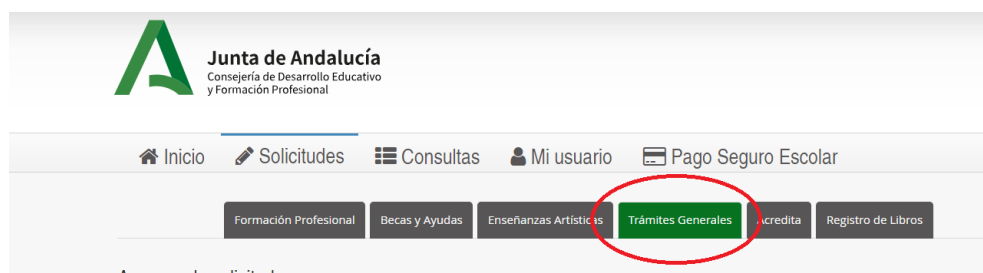 Junta de Andalucía
Consejería de Desarrollo Educativo
y Formación Profesional
Inicio Solicitudes Consultas Mi usuario Pago Seguro Escolar
Formación Profesional Becas y Ayudas Enseñanzas Artísticas Trámites Generales Acredita Registro de Libros